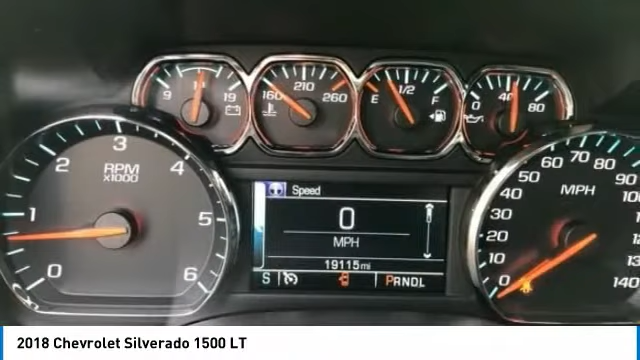 9 19
160 210 260
E 1/2 F
0 40 80
RPM
X1000
0 1 2 3 4 5 6
Speed
0
MPH
19115 mi
S PRNDL
MPH
0 10 20 30 40 50 60 70 80 90 140
2018 Chevrolet Silverado 1500 LT